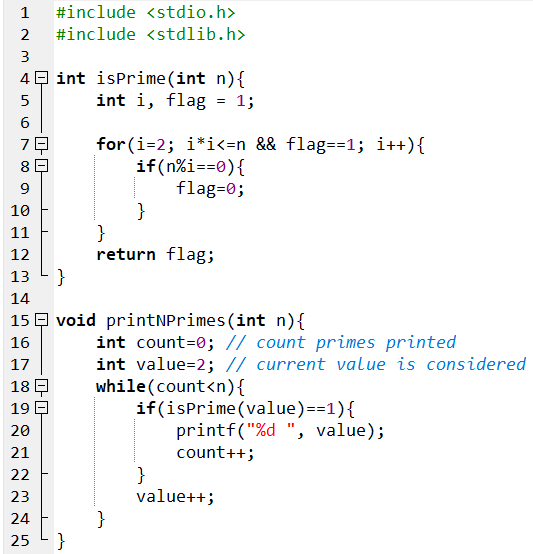 1 #include <stdio.h>
2 #include <stdlib.h>
3
4 int isPrime(int n){
5 int i, flag = 1;
6
7 for(i=2; i*i<=n && flag==1; i++){
8 if(n%i==0){
9 flag=0;
10 }
11 }
12 return flag;
13 }
14
15 void printNPrimes(int n){
16 int count=0; // count primes printed
17 int value=2; // current value is considered
18 while(count<n){
19 if(isPrime(value)==1){
20 printf("%d ", value);
21 count++;
22 }
23 value++;
24 }
25 }